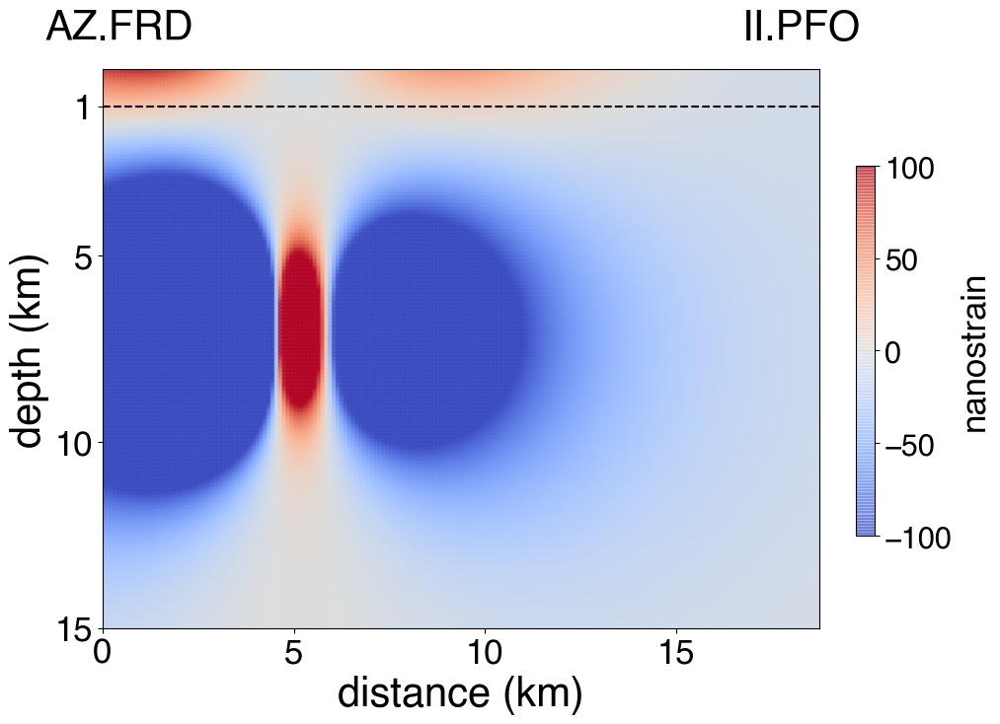 AZ.FRD
II.PFO
1
5
10
15
depth (km)
0
5
10
15
distance (km)
100
50
0
−50
−100
nanostrain